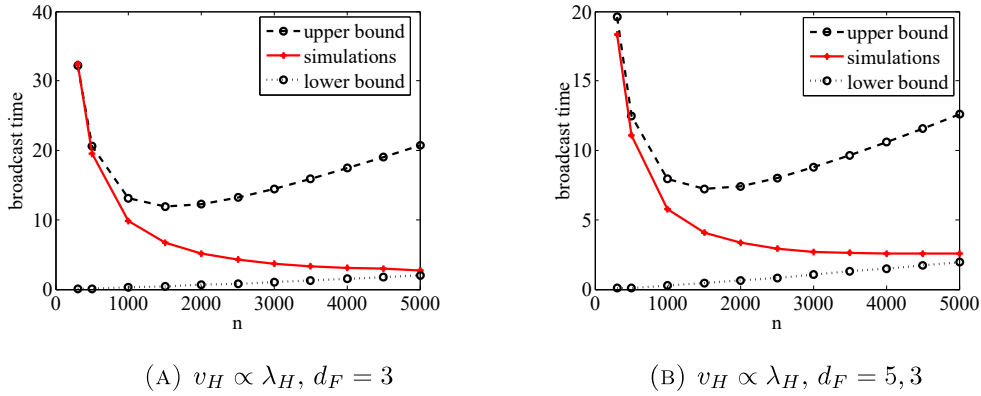 40
30
20
10
0
broadcast time
upper bound
simulations
lower bound
0 1000 2000 3000 4000 5000
n
(A) v_H ∝ λ_H, d_F = 3
20
15
10
5
0
broadcast time
upper bound
simulations
lower bound
0 1000 2000 3000 4000 5000
n
(B) v_H ∝ λ_H, d_F = 5, 3